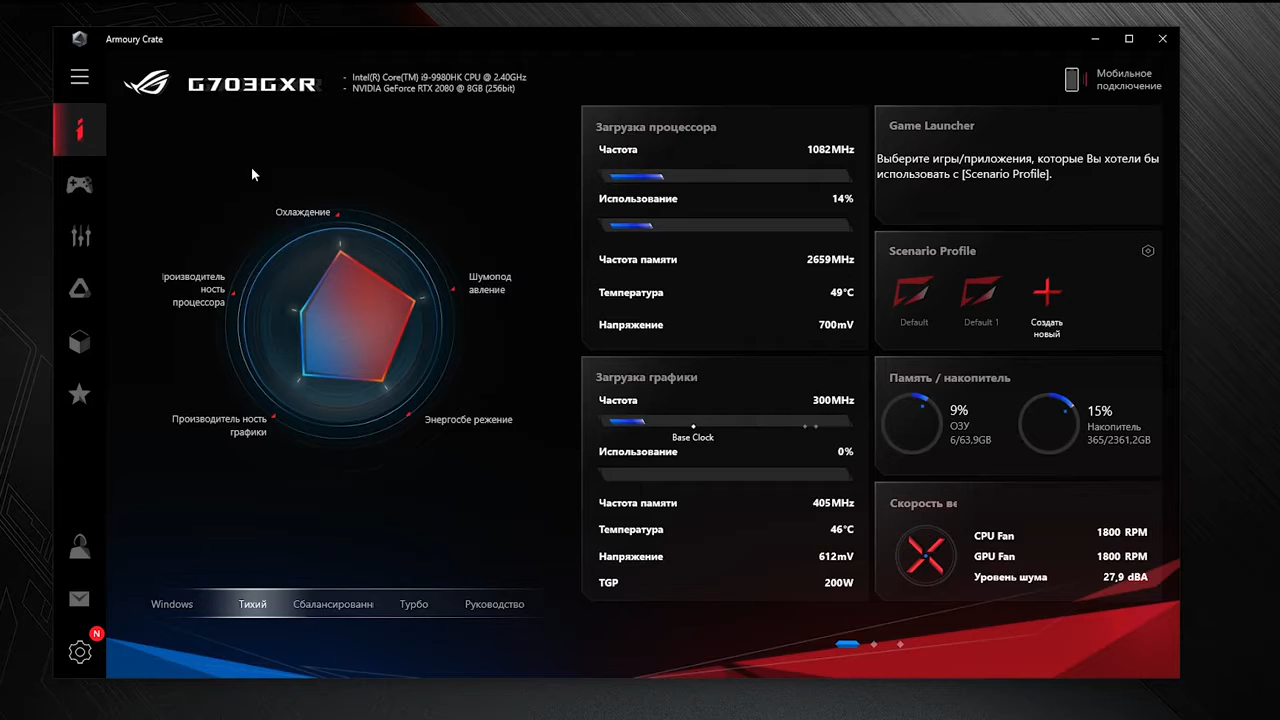 Armoury Crate
G703GXR
- Intel(R) Core(TM) i9-9980HK CPU @ 2.40GHz
- NVIDIA GeForce RTX 2080 @ 8GB (256bit)
Мобильное
подключение
Охлаждение
роизводитель
ность
процессора
Шумопод
авление
Производитель ность
графики
Энергосбе режение
Windows
Тихий
Сбалансированн
Турбо
Руководство
Загрузка процессора
Частота 1082MHz
Использование 14%
Частота памяти 2659MHz
Температура 49°C
Напряжение 700mV
Загрузка графики
Частота 300MHz
Base Clock
Использование 0%
Частота памяти 405MHz
Температура 46°C
Напряжение 612mV
TGP 200W
Game Launcher
Выберите игры/приложения, которые Вы хотели бы
использовать с [Scenario Profile].
Scenario Profile
Default
Default 1
Создать
новый
Память / накопитель
9%
ОЗУ
6/63,9GB
15%
Накопитель
365/2361,2GB
Скорость ве
CPU Fan 1800 RPM
GPU Fan 1800 RPM
Уровень шума 27,9 dBA
N